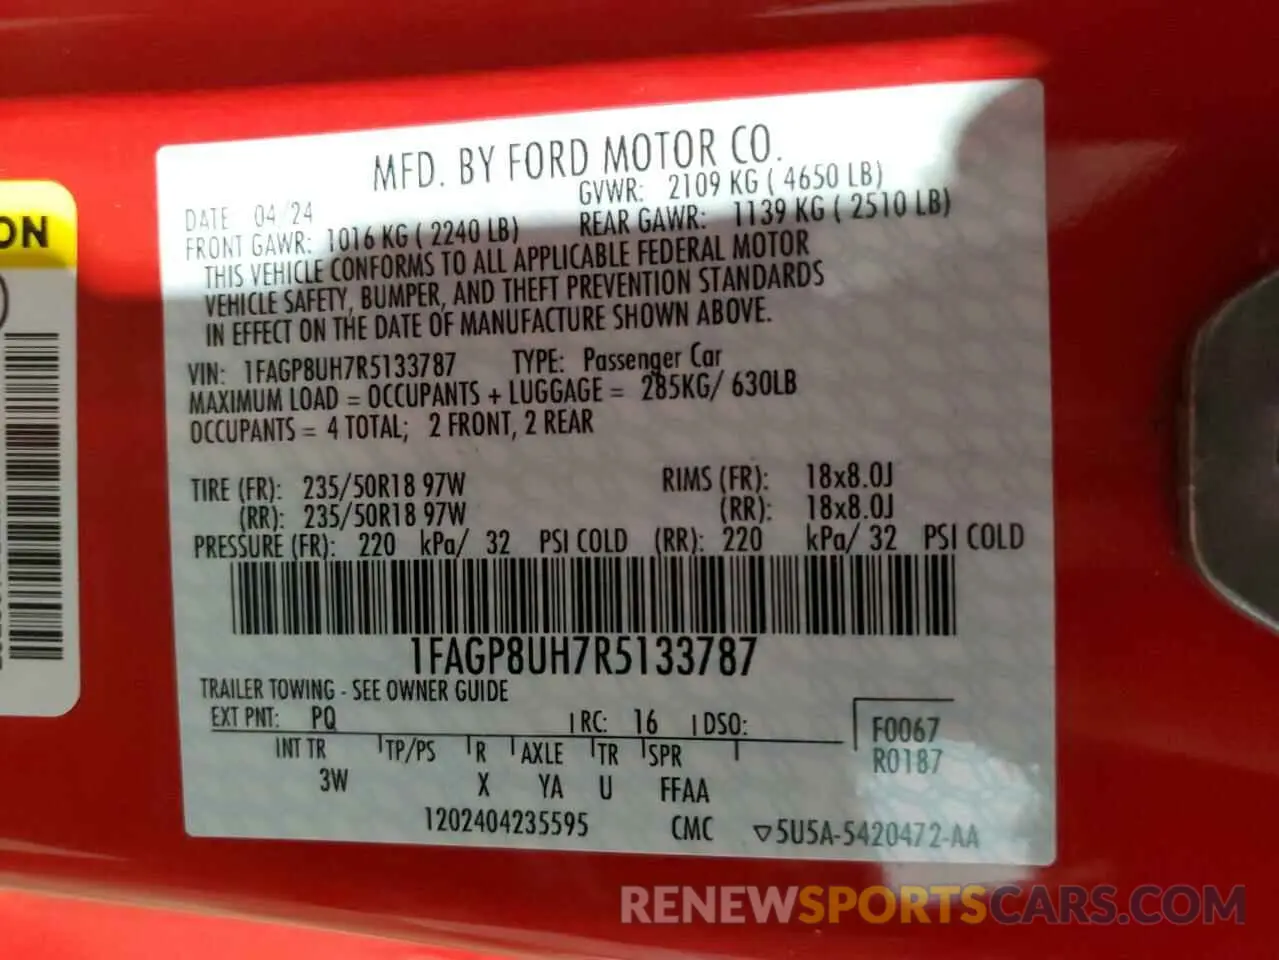 MFD. BY FORD MOTOR CO.
DATE 04/24 GVWR: 2109 KG ( 4650 LB)
FRONT GAWR: 1016 KG ( 2240 LB) REAR GAWR: 1139 KG ( 2510 LB)
THIS VEHICLE CONFORMS TO ALL APPLICABLE FEDERAL MOTOR
VEHICLE SAFETY, BUMPER, AND THEFT PREVENTION STANDARDS
IN EFFECT ON THE DATE OF MANUFACTURE SHOWN ABOVE.
VIN: 1FAGP8UH7R5133787 TYPE: Passenger Car
MAXIMUM LOAD = OCCUPANTS + LUGGAGE = 285KG/ 630LB
OCCUPANTS = 4 TOTAL; 2 FRONT, 2 REAR
TIRE (FR): 235/50R18 97W RIMS (FR): 18x8.0J
(RR): 235/50R18 97W (RR): 18x8.0J
PRESSURE (FR): 220 kPa/ 32 PSI COLD (RR): 220 kPa/ 32 PSI COLD
1FAGP8UH7R5133787
TRAILER TOWING - SEE OWNER GUIDE
EXT PNT: PQ RC: 16 DSO: F0067
INT TR TP/PS R AXLE TR SPR R0187
3W X YA U FFAA
1202404235595 CMC 5U5A-5420472-AA
ON
RENEWSPORTSCARS.COM